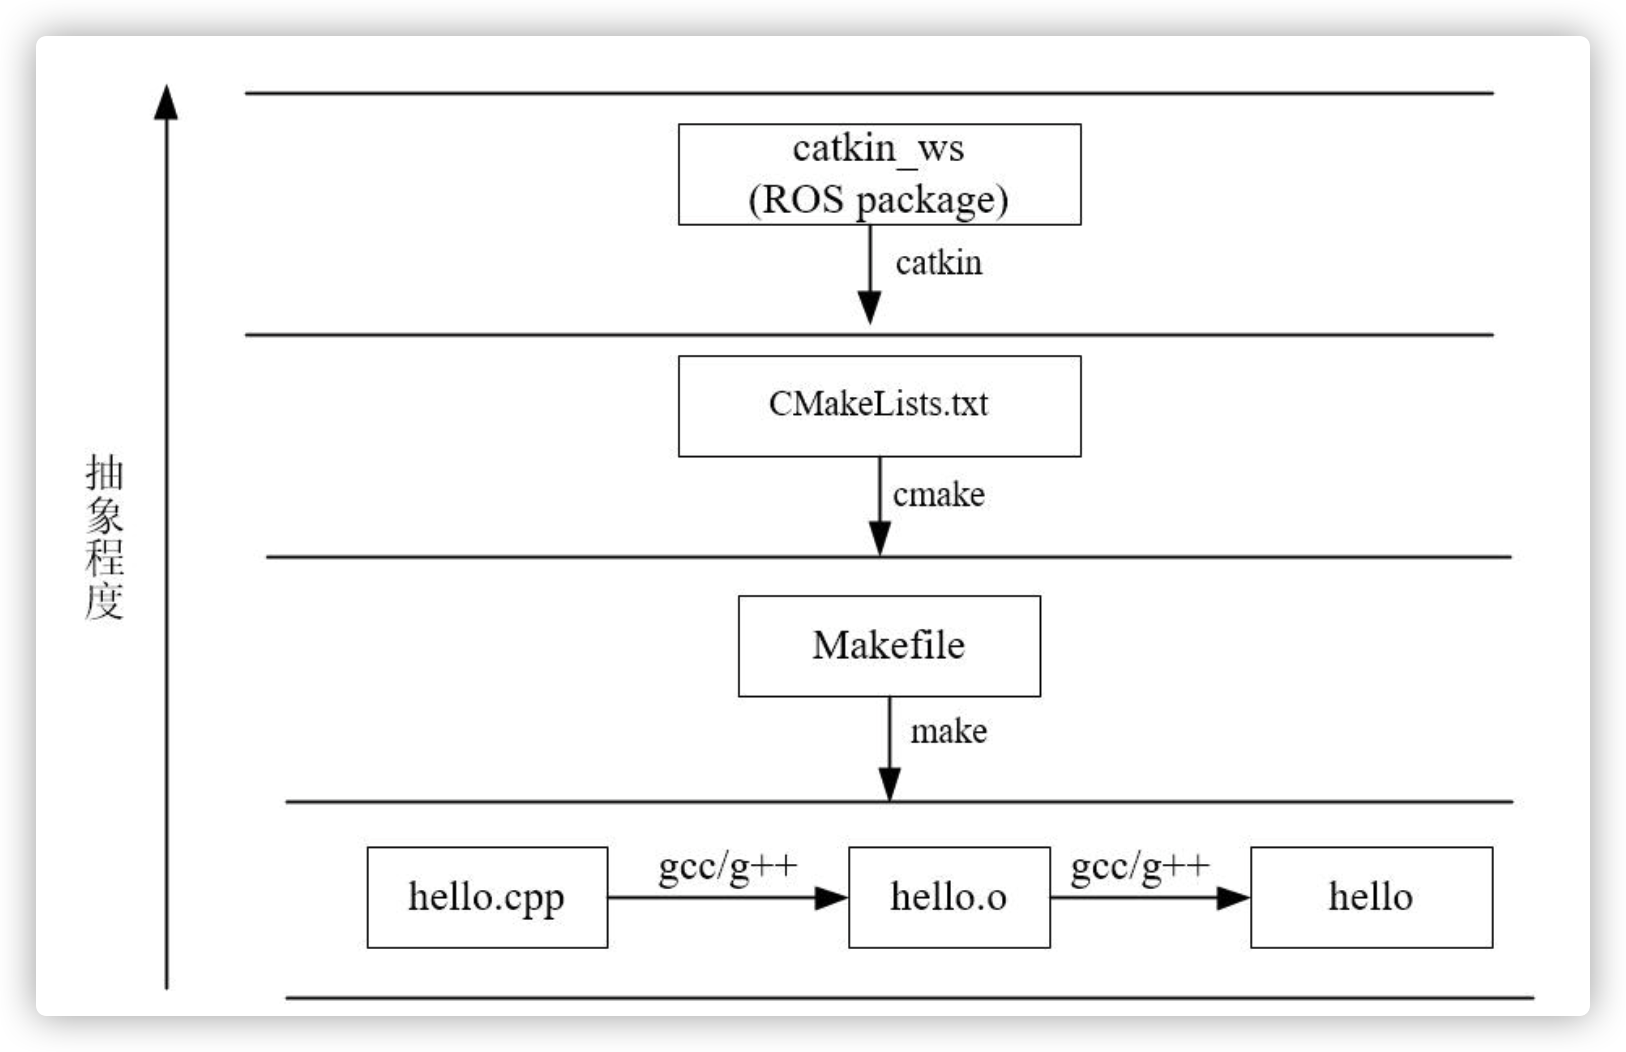 catkin_ws
(ROS package)
catkin
CMakeLists.txt
cmake
抽象程度
Makefile
make
hello.cpp
gcc/g++
hello.o
gcc/g++
hello